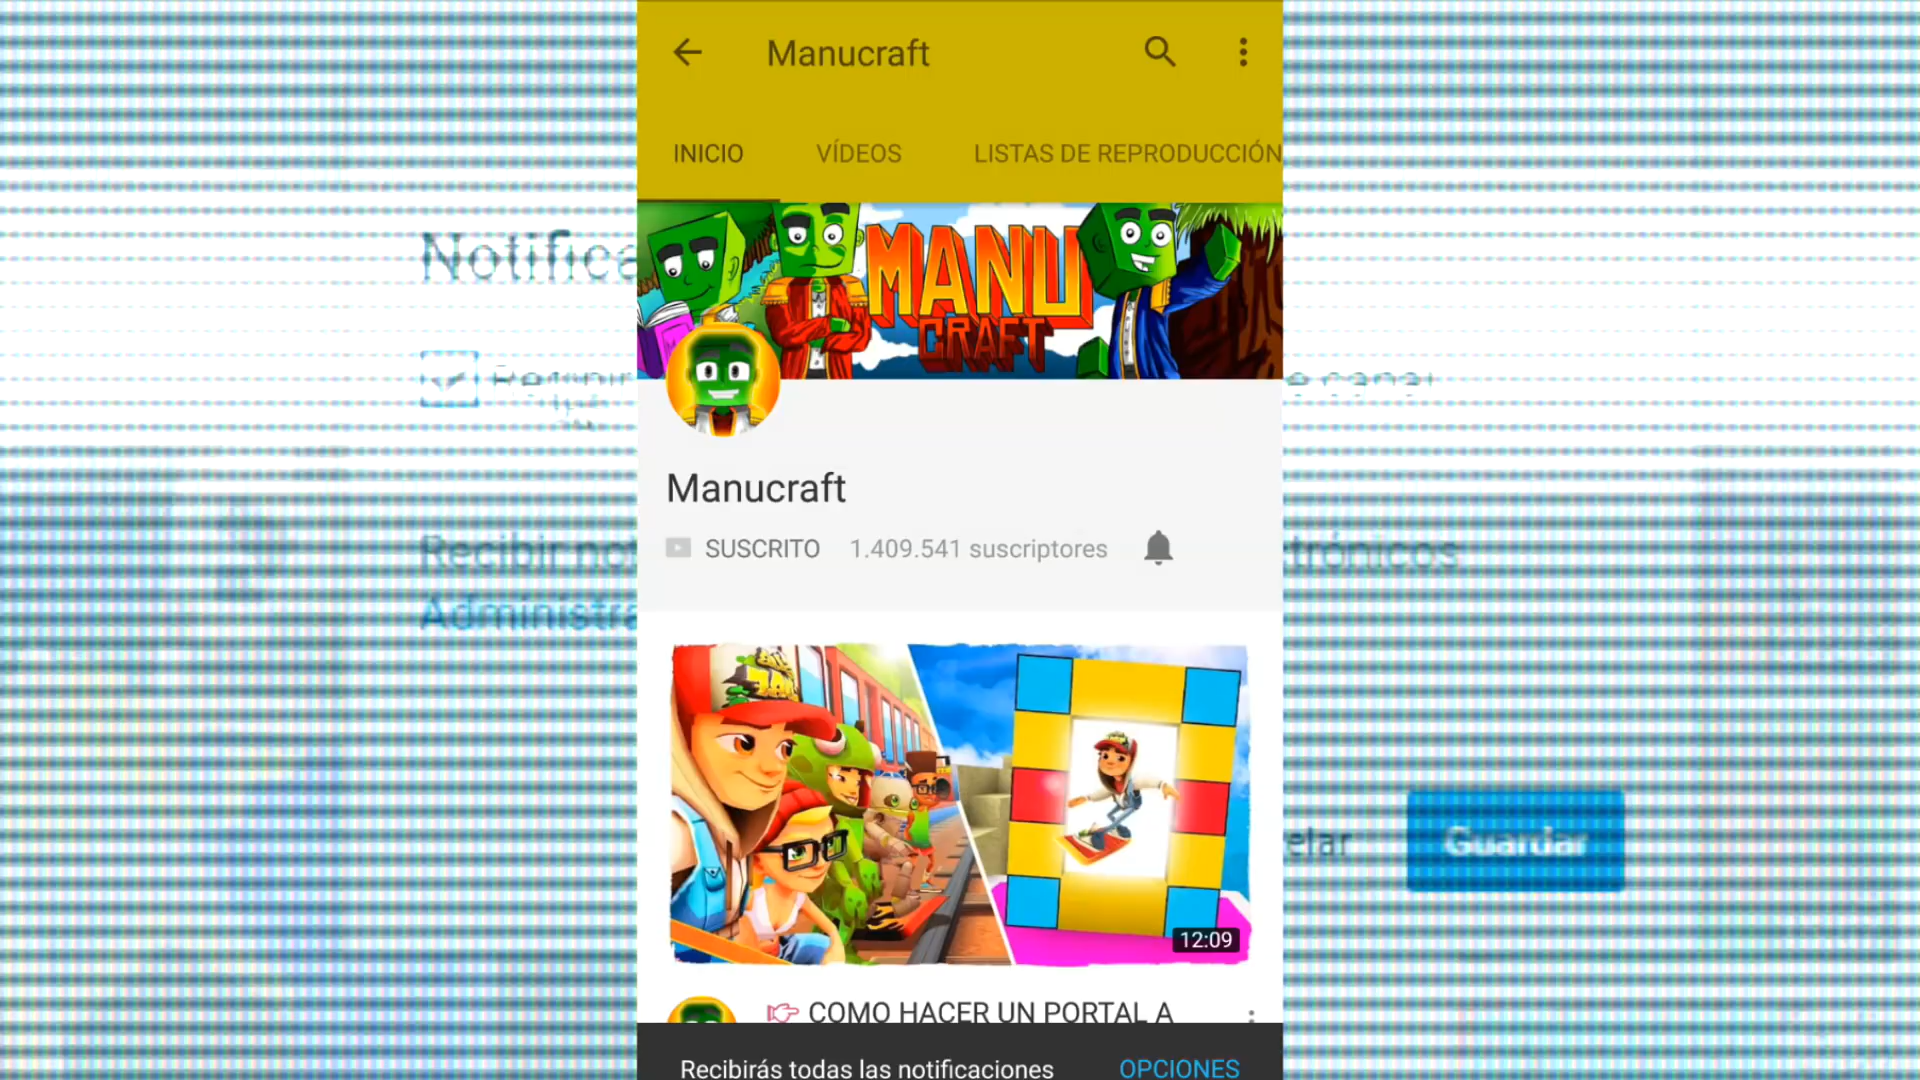 Manucraft
INICIO VÍDEOS LISTAS DE REPRODUCCIÓN
MANU
CRAFT
Notifica
Manucraft
SUSCRITO 1.409.541 suscriptores
Recibir not
trónicos
Administra
elar
Guardar
12:09
COMO HACER UN PORTAL A
Recibirás todas las notificaciones OPCIONES